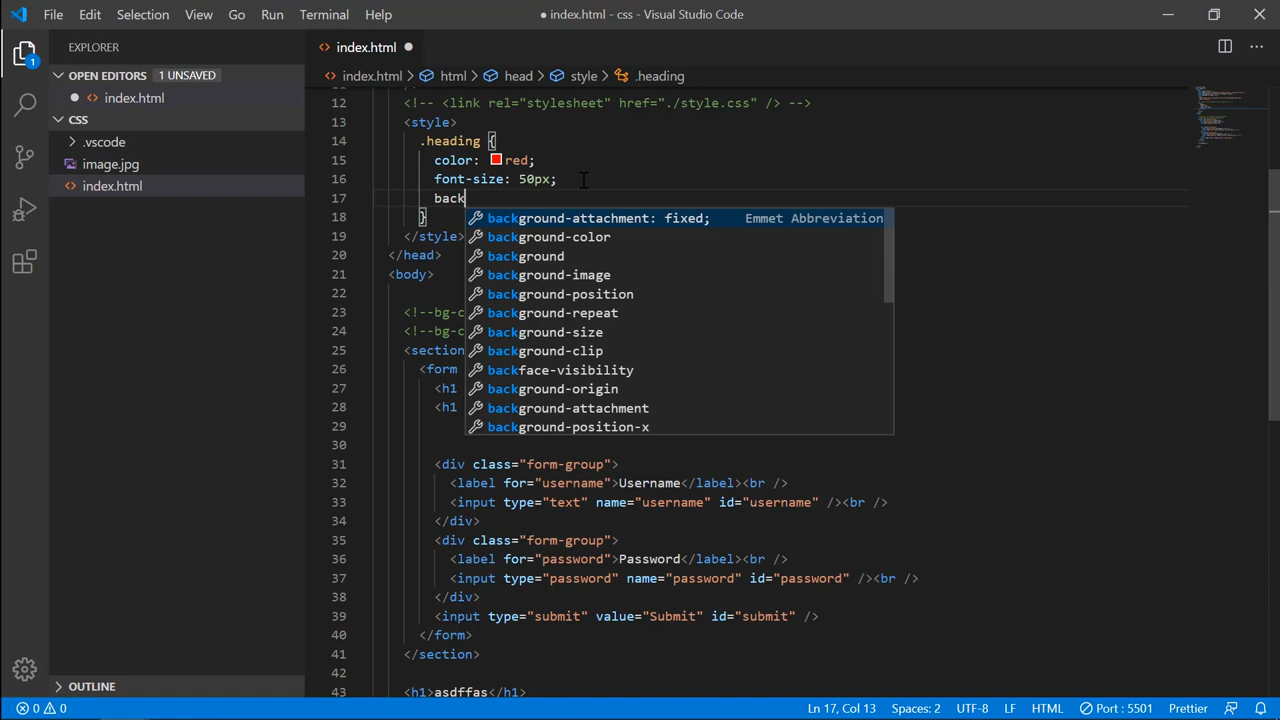 File Edit Selection View Go Run Terminal Help ● index.html - css - Visual Studio Code
EXPLORER
1
OPEN EDITORS 1 UNSAVED
index.html
CSS
.vscode
image.jpg
index.html
OUTLINE
index.html
index.html > html > head > style > .heading
11
12 <!-- <link rel="stylesheet" href="./style.css" /> -->
13 <style>
14 .heading {
15 color: red;
16 font-size: 50px;
17 back
18 }
19 </style>
20 </head>
21 <body>
22
23 <!--bg-c
24 <!--bg-c
25 <section
26 <form
27 <h1
28 <h1
29
30
31 <div class="form-group">
32 <label for="username">Username</label><br />
33 <input type="text" name="username" id="username" /><br />
34 </div>
35 <div class="form-group">
36 <label for="password">Password</label><br />
37 <input type="password" name="password" id="password" /><br />
38 </div>
39 <input type="submit" value="Submit" id="submit" />
40 </form>
41 </section>
42
43 <h1>asdffas</h1>
background-attachment: fixed; Emmet Abbreviation
background-color
background
background-image
background-position
background-repeat
background-size
background-clip
backface-visibility
background-origin
background-attachment
background-position-x
0 0 Ln 17, Col 13 Spaces: 2 UTF-8 LF HTML Port : 5501 Prettier